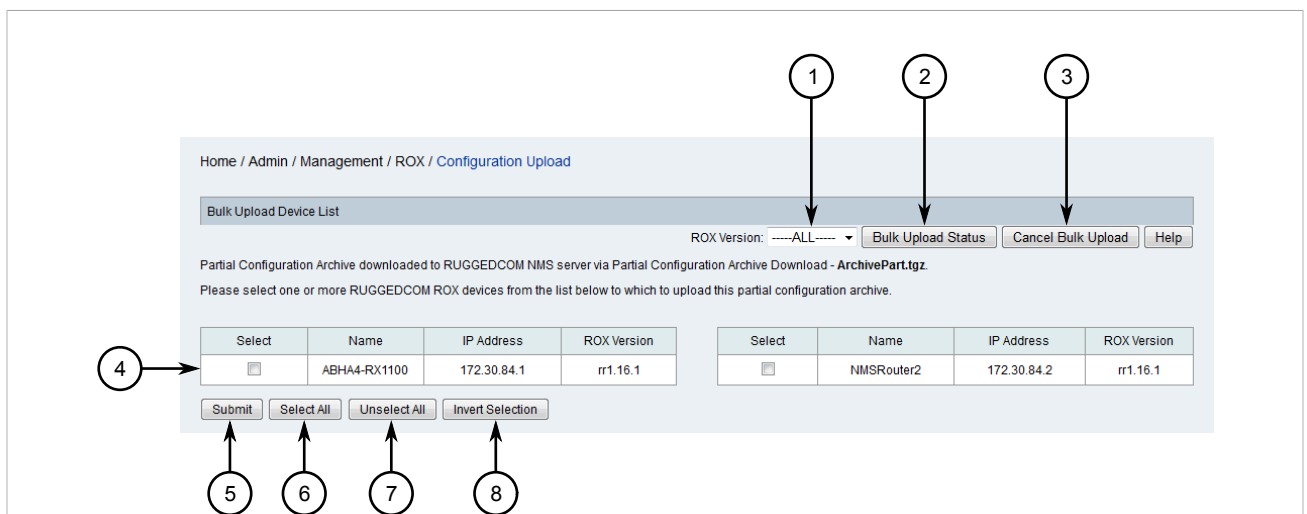 1 2 3
Home / Admin / Management / ROX / Configuration Upload
Bulk Upload Device List
ROX Version: -----ALL----- Bulk Upload Status Cancel Bulk Upload Help
Partial Configuration Archive downloaded to RUGGEDCOM NMS server via Partial Configuration Archive Download - ArchivePart.tgz.
Please select one or more RUGGEDCOM ROX devices from the list below to which to upload this partial configuration archive.
Select Name IP Address ROX Version Select Name IP Address ROX Version
4 ABHA4-RX1100 172.30.84.1 rr1.16.1 NMSRouter2 172.30.84.2 rr1.16.1
Submit Select All Unselect All Invert Selection
5 6 7 8